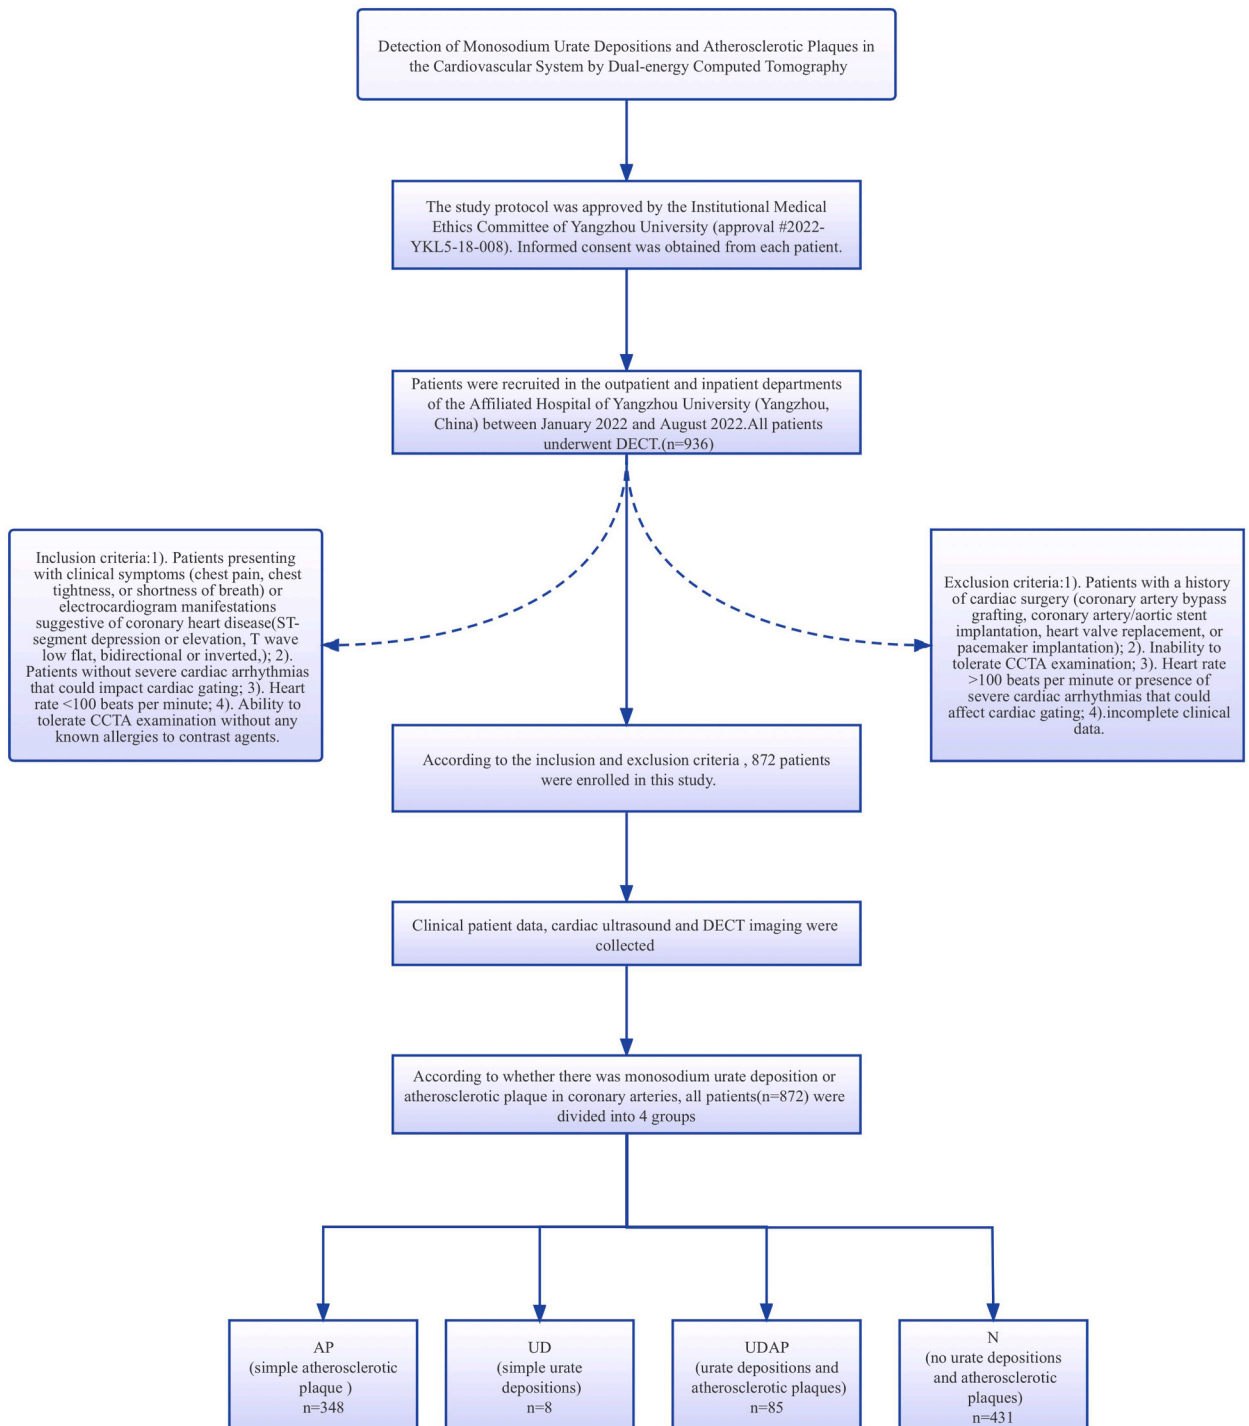 Detection of Monosodium Urate Depositions and Atherosclerotic Plaques in
the Cardiovascular System by Dual-energy Computed Tomography
The study protocol was approved by the Institutional Medical
Ethics Committee of Yangzhou University (approval #2022-
YKL5-18-008). Informed consent was obtained from each patient.
Patients were recruited in the outpatient and inpatient departments
of the Affiliated Hospital of Yangzhou University (Yangzhou,
China) between January 2022 and August 2022.All patients
underwent DECT.(n=936)
Inclusion criteria:1). Patients presenting
with clinical symptoms (chest pain, chest
tightness, or shortness of breath) or
electrocardiogram manifestations
suggestive of coronary heart disease(ST-
segment depression or elevation, T wave
low flat, bidirectional or inverted,); 2).
Patients without severe cardiac arrhythmias
that could impact cardiac gating; 3). Heart
rate <100 beats per minute; 4). Ability to
tolerate CCTA examination without any
known allergies to contrast agents.
Exclusion criteria:1). Patients with a history
of cardiac surgery (coronary artery bypass
grafting, coronary artery/aortic stent
implantation, heart valve replacement, or
pacemaker implantation); 2). Inability to
tolerate CCTA examination; 3). Heart rate
>100 beats per minute or presence of
severe cardiac arrhythmias that could
affect cardiac gating; 4).incomplete clinical
data.
According to the inclusion and exclusion criteria , 872 patients
were enrolled in this study.
Clinical patient data, cardiac ultrasound and DECT imaging were
collected
According to whether there was monosodium urate deposition or
atherosclerotic plaque in coronary arteries, all patients(n=872) were
divided into 4 groups
AP
(simple atherosclerotic
plaque )
n=348
UD
(simple urate
depositions)
n=8
UDAP
(urate depositions and
atherosclerotic plaques)
n=85
N
(no urate depositions
and atherosclerotic
plaques)
n=431